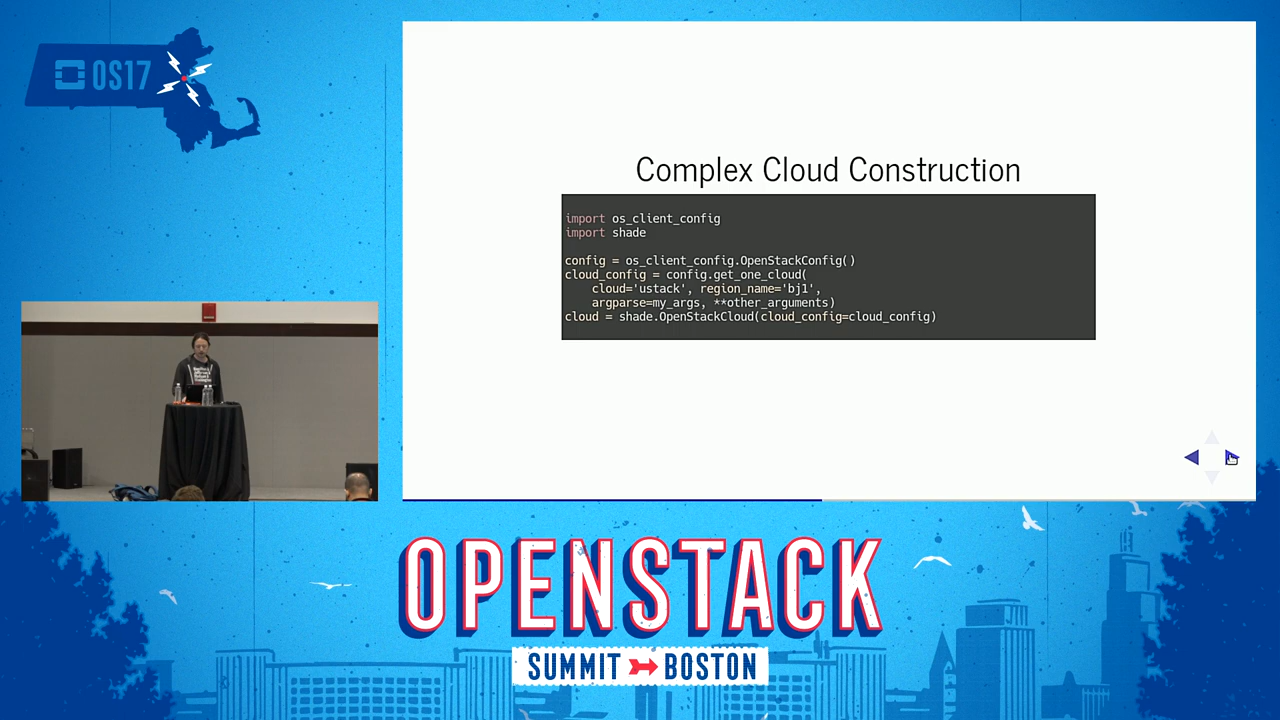 OS17
Complex Cloud Construction
import os_client_config
import shade
config = os_client_config.OpenStackConfig()
cloud_config = config.get_one_cloud(
    cloud='ustack', region_name='bj1',
    argparse=my_args, **other_arguments)
cloud = shade.OpenStackCloud(cloud_config=cloud_config)
OPENSTACK
SUMMIT BOSTON